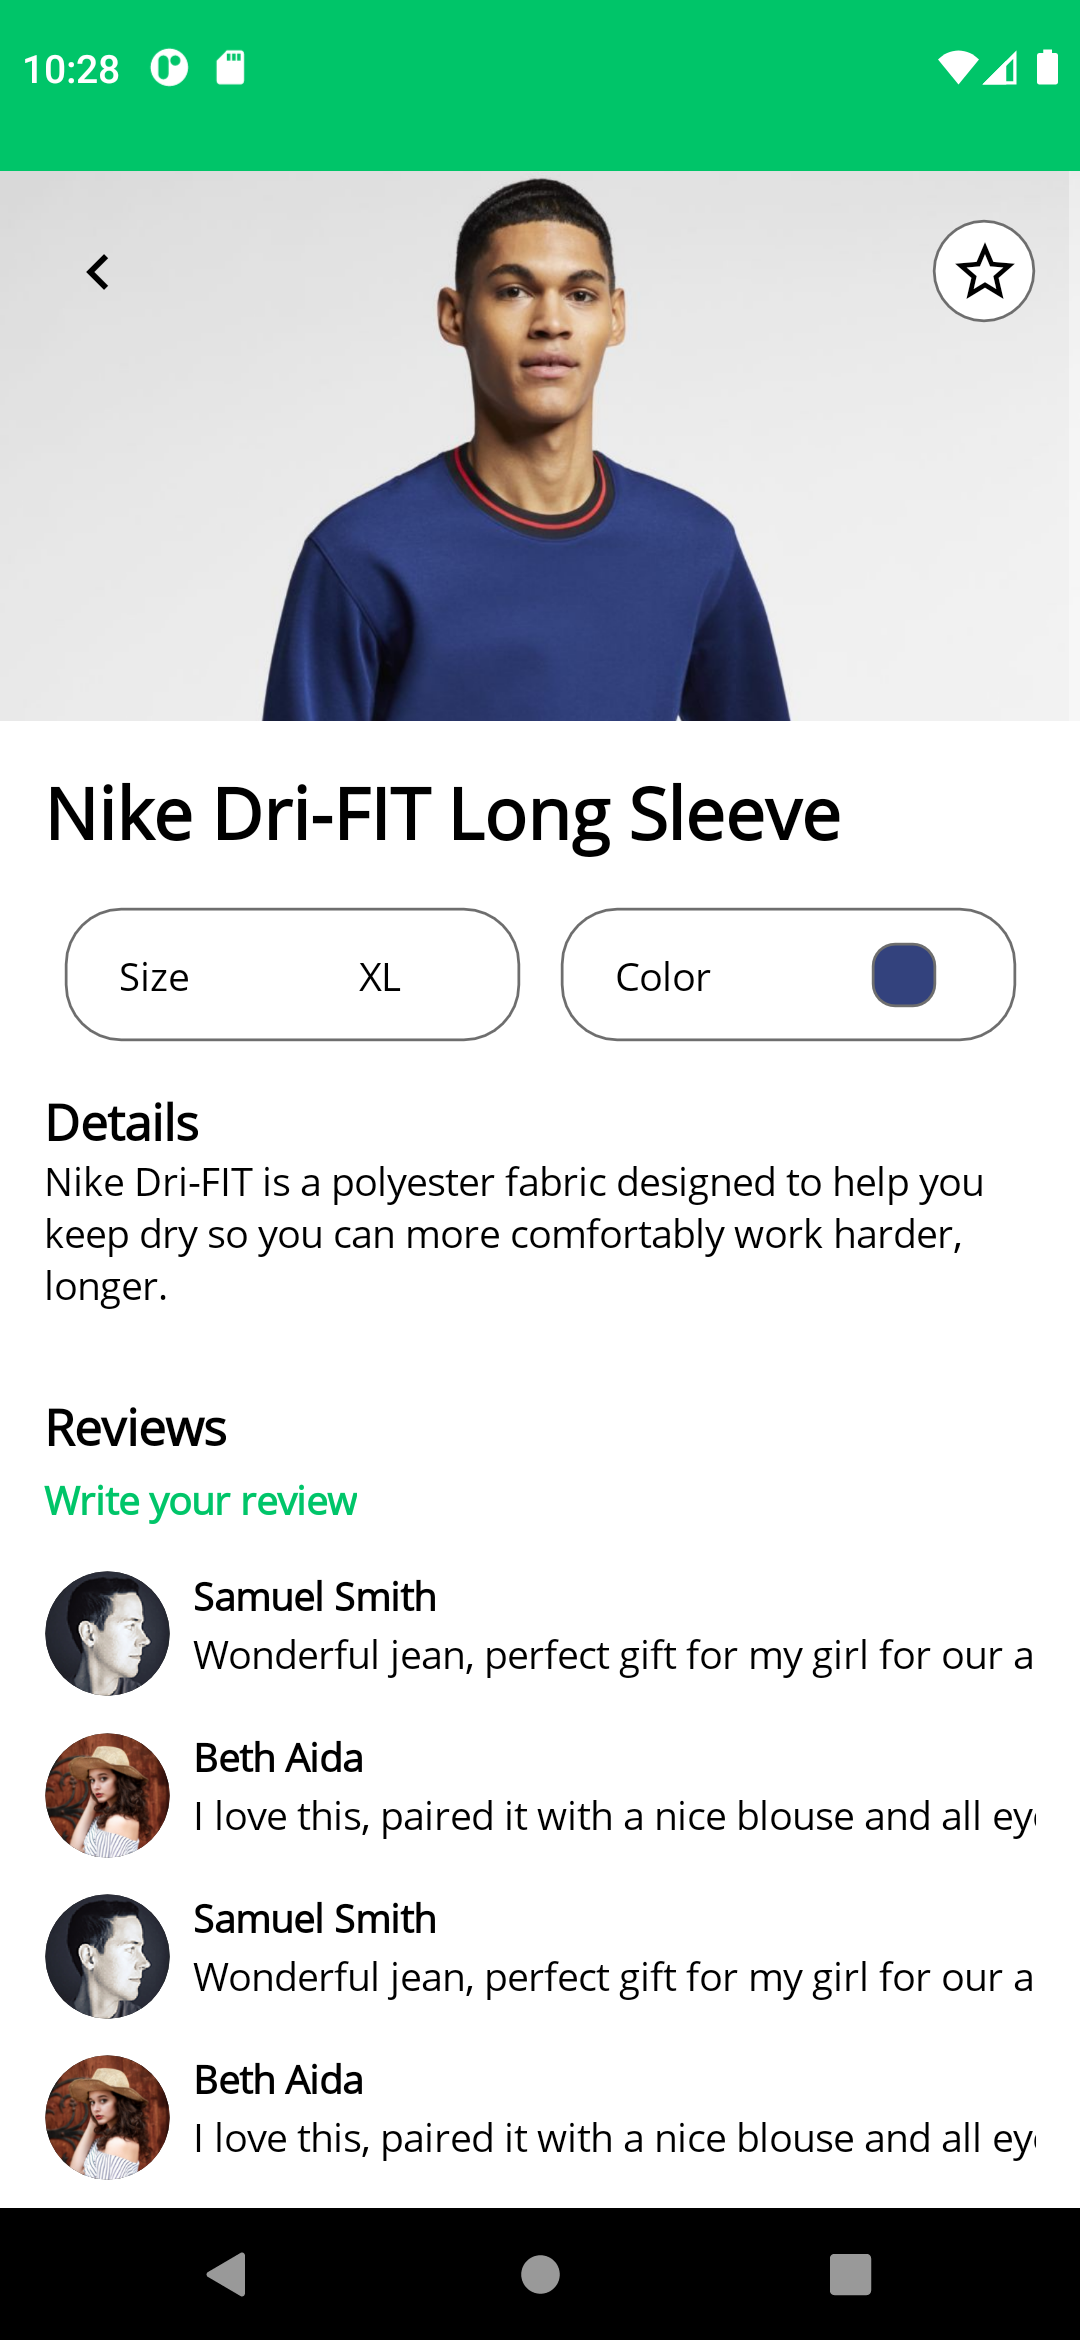 10:28
Nike Dri-FIT Long Sleeve
Size XL Color
Details
Nike Dri-FIT is a polyester fabric designed to help you
keep dry so you can more comfortably work harder,
longer.
Reviews
Write your review
Samuel Smith
Wonderful jean, perfect gift for my girl for our a
Beth Aida
I love this, paired it with a nice blouse and all eye
Samuel Smith
Wonderful jean, perfect gift for my girl for our a
Beth Aida
I love this, paired it with a nice blouse and all eye